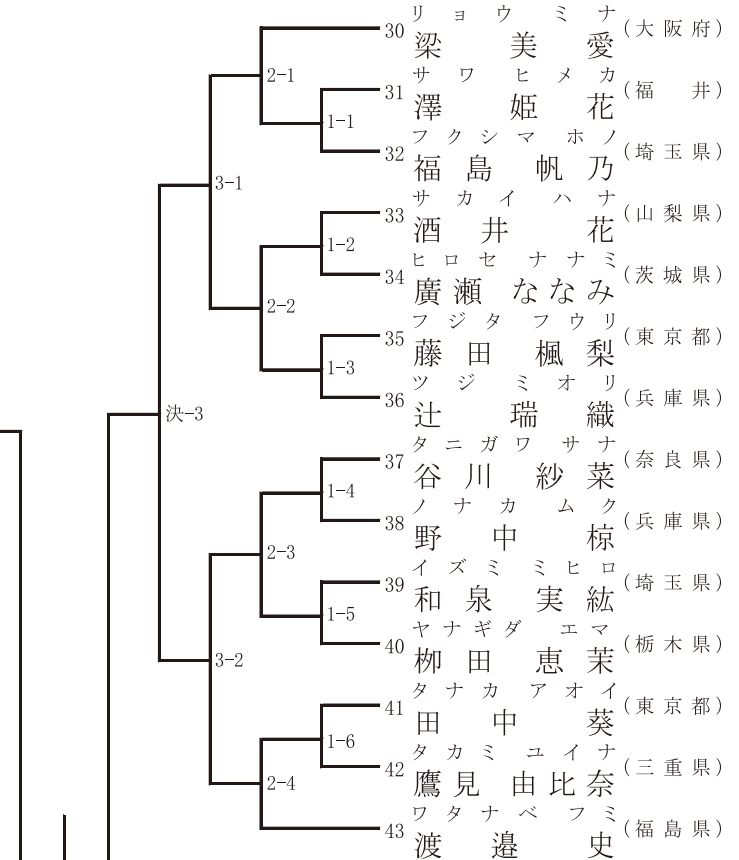 リョウ ミナ
30 梁 美愛 (大阪府)
2-1
サワ ヒメカ
31 澤 姫花 (福井)
1-1
フクシマ ホノ
32 福島 帆乃 (埼玉県)
3-1
サカイ ハナ
33 酒井 花 (山梨県)
1-2
ヒロセ ナナミ
34 廣瀬 ななみ (茨城県)
2-2
フジタ フウリ
35 藤田 楓梨 (東京都)
1-3
ツジ ミオリ
36 辻 瑞織 (兵庫県)
決-3
タニガワ サナ
37 谷川 紗菜 (奈良県)
1-4
ノナカ ムク
38 野中 椋 (兵庫県)
2-3
イズミ ミヒロ
39 和泉 実紘 (埼玉県)
1-5
ヤナギダ エマ
40 栁田 恵茉 (栃木県)
3-2
タナカ アオイ
41 田中 葵 (東京都)
1-6
タカミ ユイナ
42 鷹見 由比奈 (三重県)
2-4
ワタナベ フミ
43 渡邉 史 (福島県)